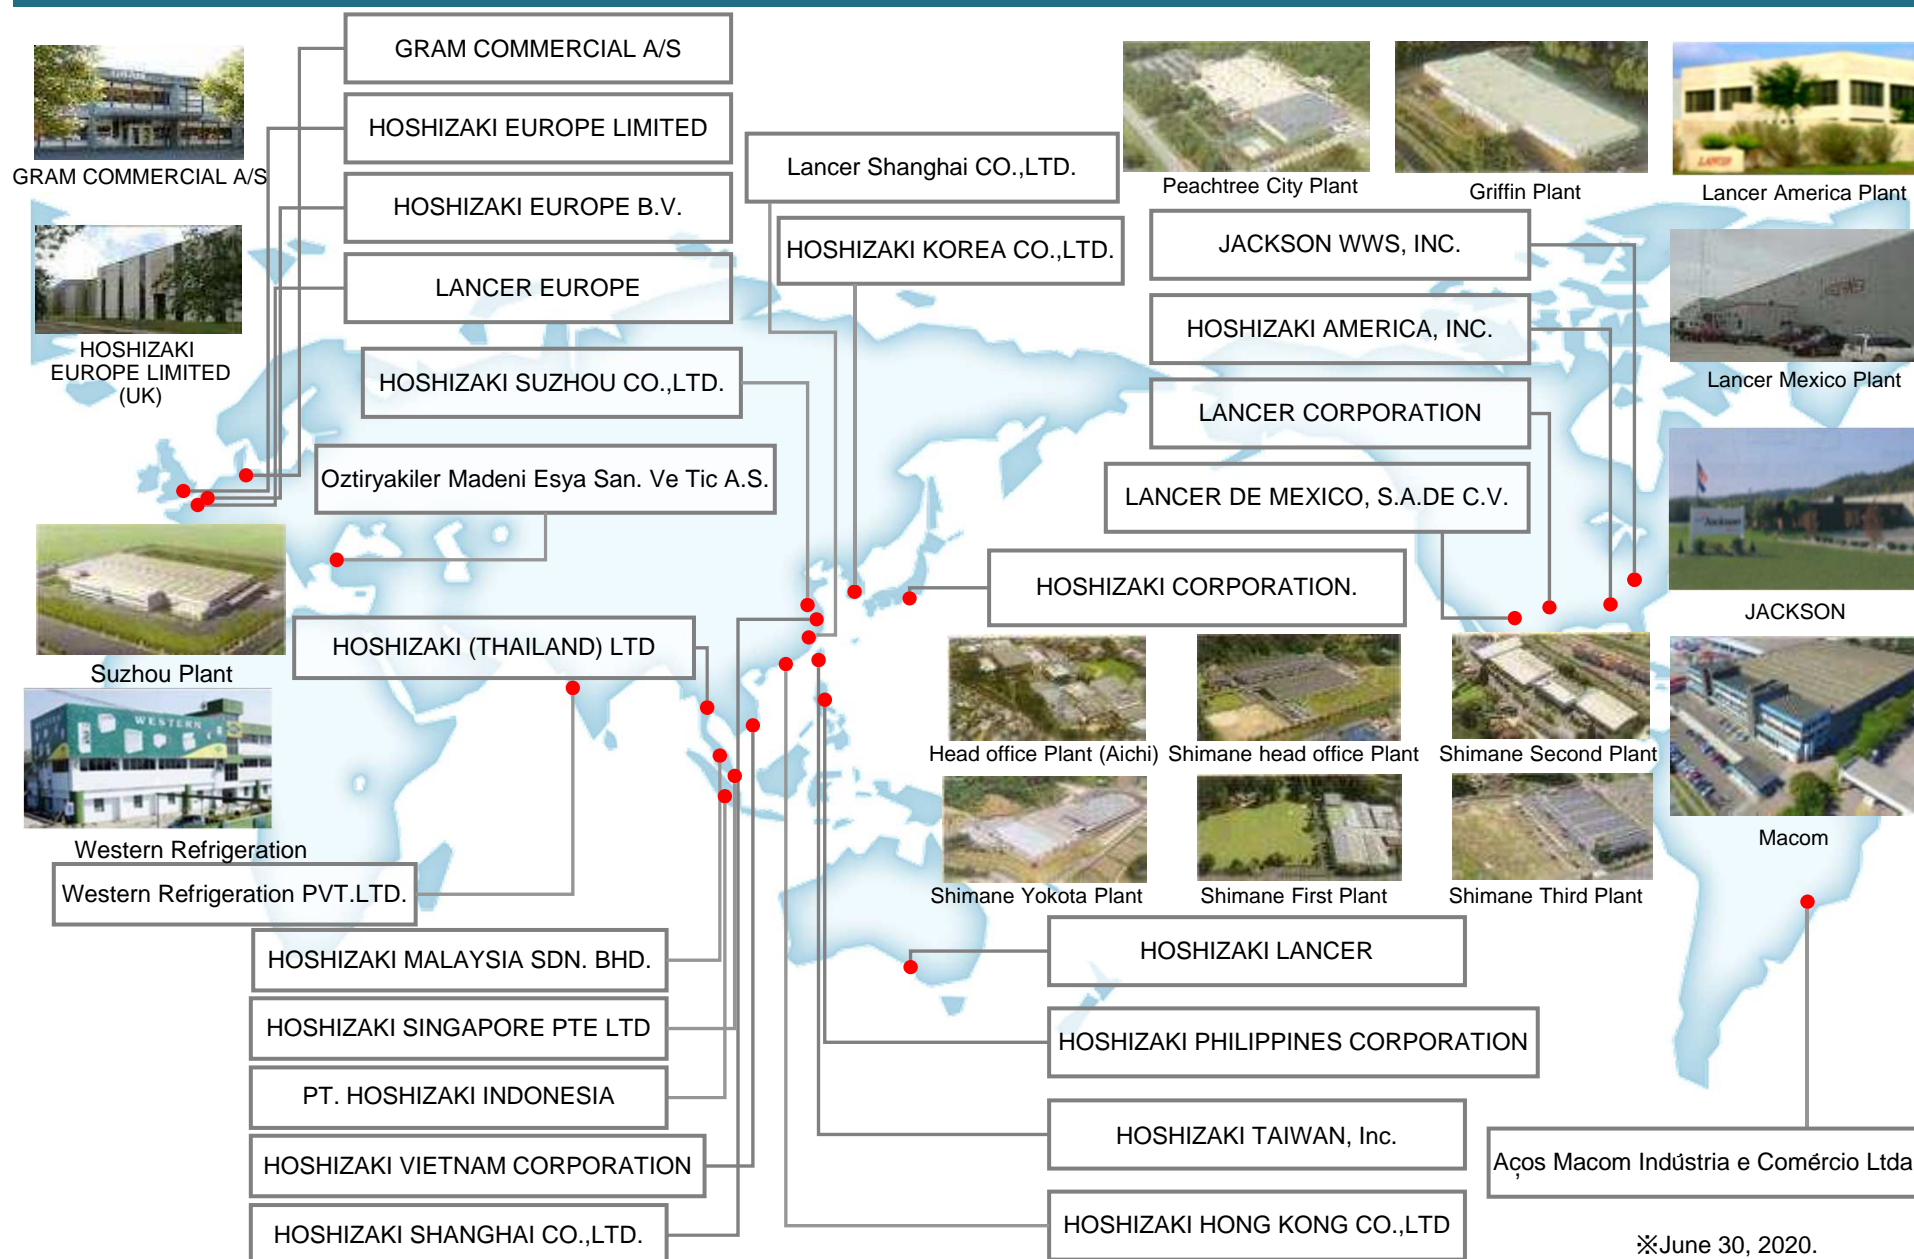 GRAM COMMERCIAL A/S
HOSHIZAKI EUROPE LIMITED
HOSHIZAKI EUROPE B.V.
LANCER EUROPE
Lancer Shanghai CO.,LTD.
HOSHIZAKI KOREA CO.,LTD.
GRAM COMMERCIAL A/S
HOSHIZAKI
EUROPE LIMITED
(UK)
Peachtree City Plant
Griffin Plant
LANCER
Lancer America Plant
JACKSON WWS, INC.
HOSHIZAKI AMERICA, INC.
LANCER CORPORATION
LANCER DE MEXICO, S.A.DE C.V.
Lancer Mexico Plant
HOSHIZAKI SUZHOU CO.,LTD.
Oztiryakiler Madeni Esya San. Ve Tic A.S.
HOSHIZAKI CORPORATION.
Jackson
JACKSON
Suzhou Plant
HOSHIZAKI (THAILAND) LTD
WESTERN
Western Refrigeration
Western Refrigeration PVT.LTD.
Head office Plant (Aichi)
Shimane head office Plant
Shimane Second Plant
Shimane Yokota Plant
Shimane First Plant
Shimane Third Plant
Macom
HOSHIZAKI MALAYSIA SDN. BHD.
HOSHIZAKI SINGAPORE PTE LTD
PT. HOSHIZAKI INDONESIA
HOSHIZAKI VIETNAM CORPORATION
HOSHIZAKI SHANGHAI CO.,LTD.
HOSHIZAKI LANCER
HOSHIZAKI PHILIPPINES CORPORATION
HOSHIZAKI TAIWAN, Inc.
HOSHIZAKI HONG KONG CO.,LTD
Aços Macom Indústria e Comércio Ltda
※June 30, 2020.